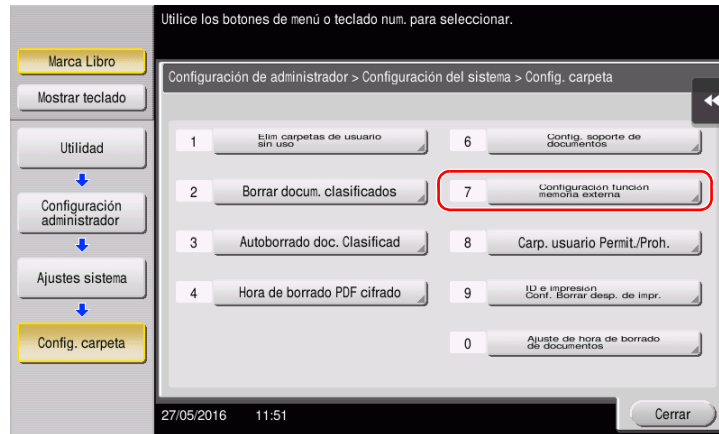 Utilice los botones de menú o teclado num. para seleccionar.
Marca Libro
Mostrar teclado
Utilidad
Configuración
administrador
Ajustes sistema
Config. carpeta
Configuración de administrador > Configuración del sistema > Config. carpeta
1
Elim carpetas de usuario
sin uso
2
Borrar docum. clasificados
3
Autoborrado doc. Clasificad
4
Hora de borrado PDF cifrado
6
Config. soporte de
documentos
7
Configuración función
memoria externa
8
Carp. usuario Permit./Proh.
9
ID e impresión
Conf. Borrar desp. de impr.
0
Ajuste de hora de borrado
de documentos
27/05/2016 11:51
Cerrar